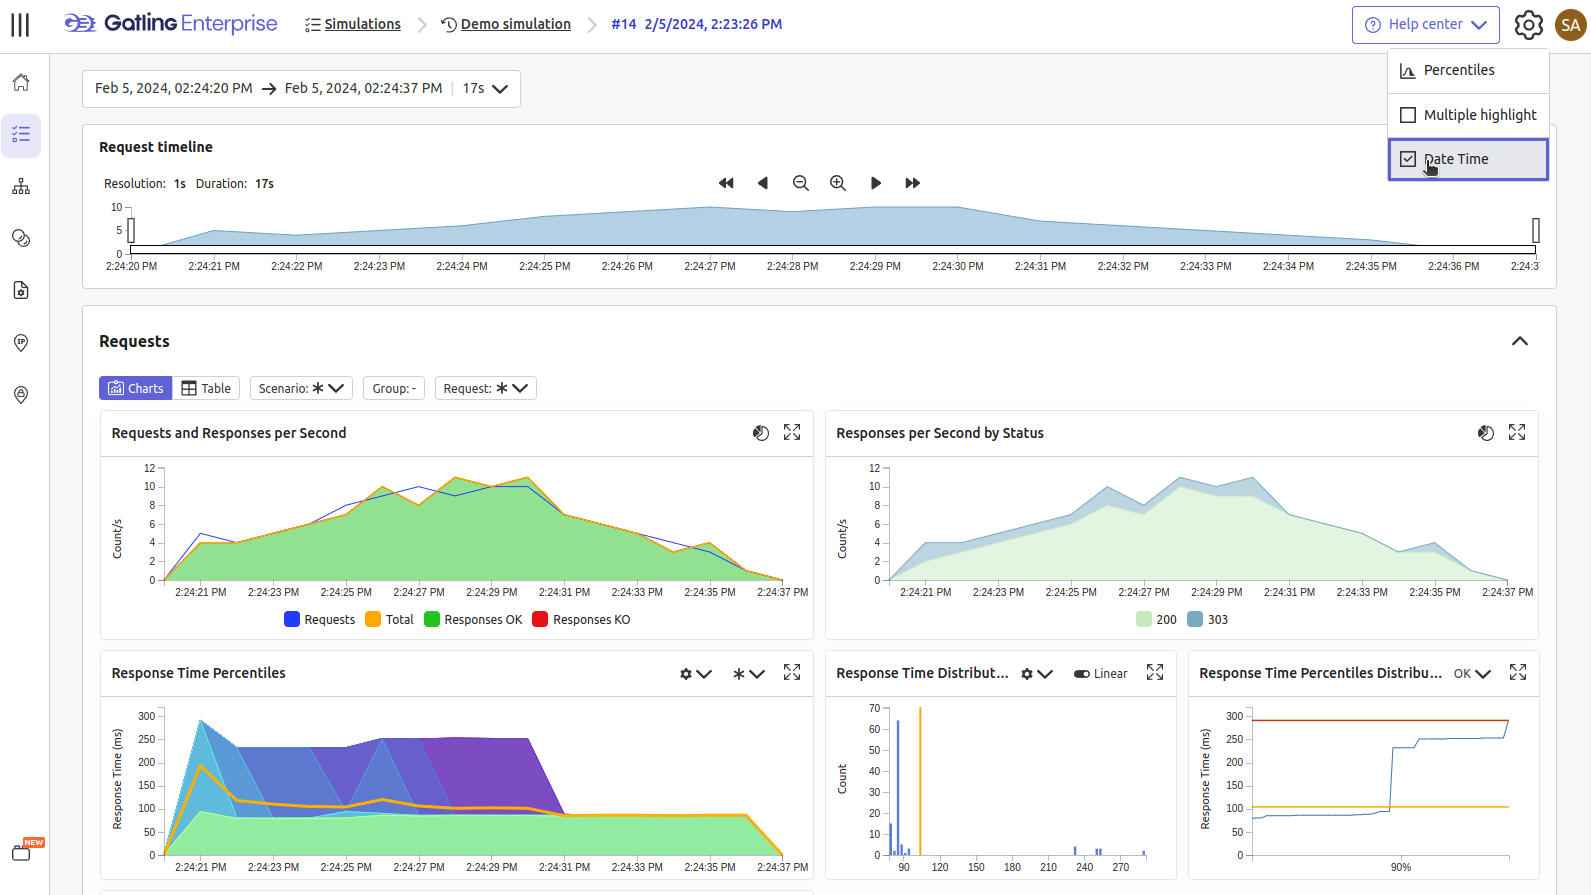 Gatling Enterprise
Simulations
Demo simulation
#14 2/5/2024, 2:23:26 PM
Help center
SA
Percentiles
Multiple highlight
Date Time
Feb 5, 2024, 02:24:20 PM → Feb 5, 2024, 02:24:37 PM | 17s
Request timeline
Resolution: 1s Duration: 17s
10
5
0
2:24:20 PM 2:24:21 PM 2:24:22 PM 2:24:23 PM 2:24:24 PM 2:24:25 PM 2:24:26 PM 2:24:27 PM 2:24:28 PM 2:24:29 PM 2:24:30 PM 2:24:31 PM 2:24:32 PM 2:24:33 PM 2:24:34 PM 2:24:35 PM 2:24:36 PM 2:24:3
IP
Requests
Charts Table Scenario: * Group: - Request: *
Requests and Responses per Second
12
10
8
6
4
2
0
Count/s
2:24:21 PM 2:24:23 PM 2:24:25 PM 2:24:27 PM 2:24:29 PM 2:24:31 PM 2:24:33 PM 2:24:35 PM 2:24:37 PM
Requests Total Responses OK Responses KO
Responses per Second by Status
12
10
8
6
4
2
0
Count/s
2:24:21 PM 2:24:23 PM 2:24:25 PM 2:24:27 PM 2:24:29 PM 2:24:31 PM 2:24:33 PM 2:24:35 PM 2:24:37 PM
200 303
Response Time Percentiles
*
300
250
200
150
100
50
0
Response Time (ms)
2:24:21 PM 2:24:23 PM 2:24:25 PM 2:24:27 PM 2:24:29 PM 2:24:31 PM 2:24:33 PM 2:24:35 PM 2:24:37 PM
Response Time Distribut...
Linear
70
60
50
40
30
20
10
0
Count
90 120 150 180 210 240 270
Response Time Percentiles Distribu...
OK
300
250
200
150
100
50
0
Response Time (ms)
90%
NEW